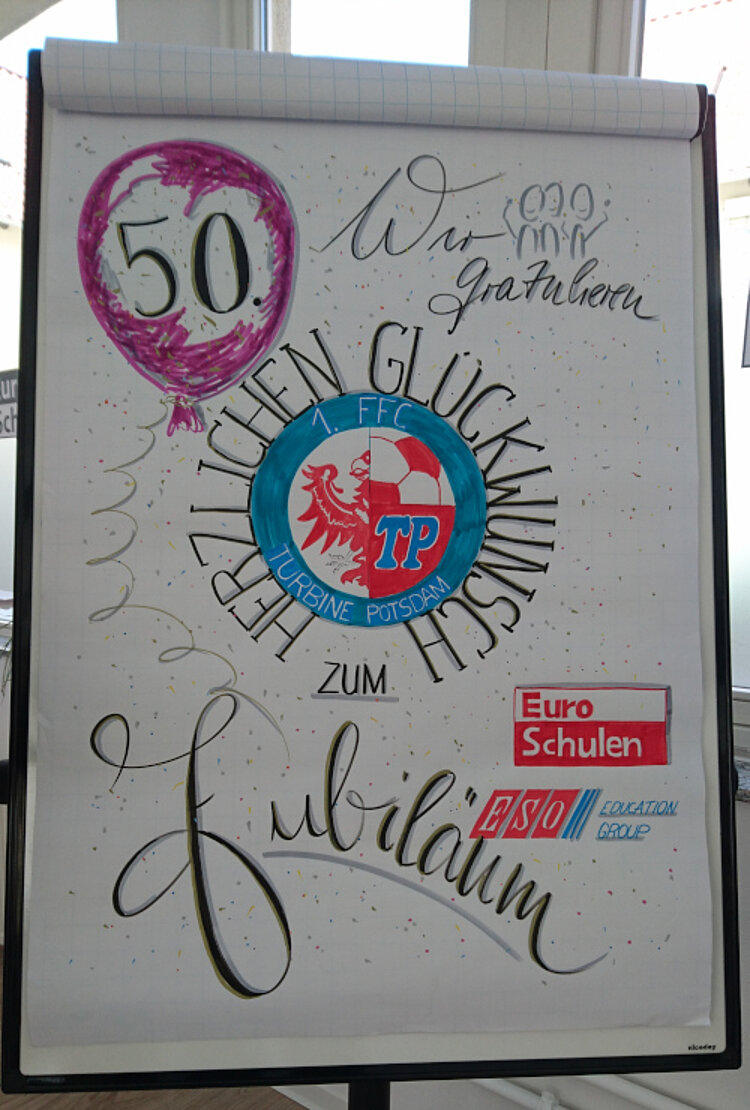 50.
Wir
gratulieren
HERZLICHEN GLÜCKWUNSCH
1. FFC
TP
TURBINE POTSDAM
ZUM
Jubiläum
Euro
Schulen
ESO EDUCATION
GROUP